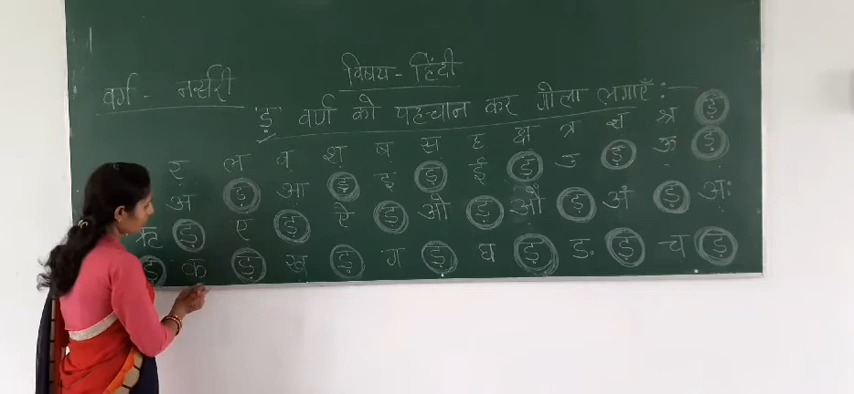 विषय - हिंदी
वर्ग - नर्सरी
'ड़' वर्ण को पहचान कर गोला लगाएँ :-
र ल व श ष स ह क्ष त्र ज्ञ श्र ड़
अ ड़ आ ड़ इ ड़ ई ड़ उ ड़ ऊ ड़
ऋ ड़ ए ड़ ऐ ड़ ओ ड़ औ ड़ अं ड़ अः
ड़ क ड़ ख ड़ ग ड़ घ ड़ ङ ड़ च ड़